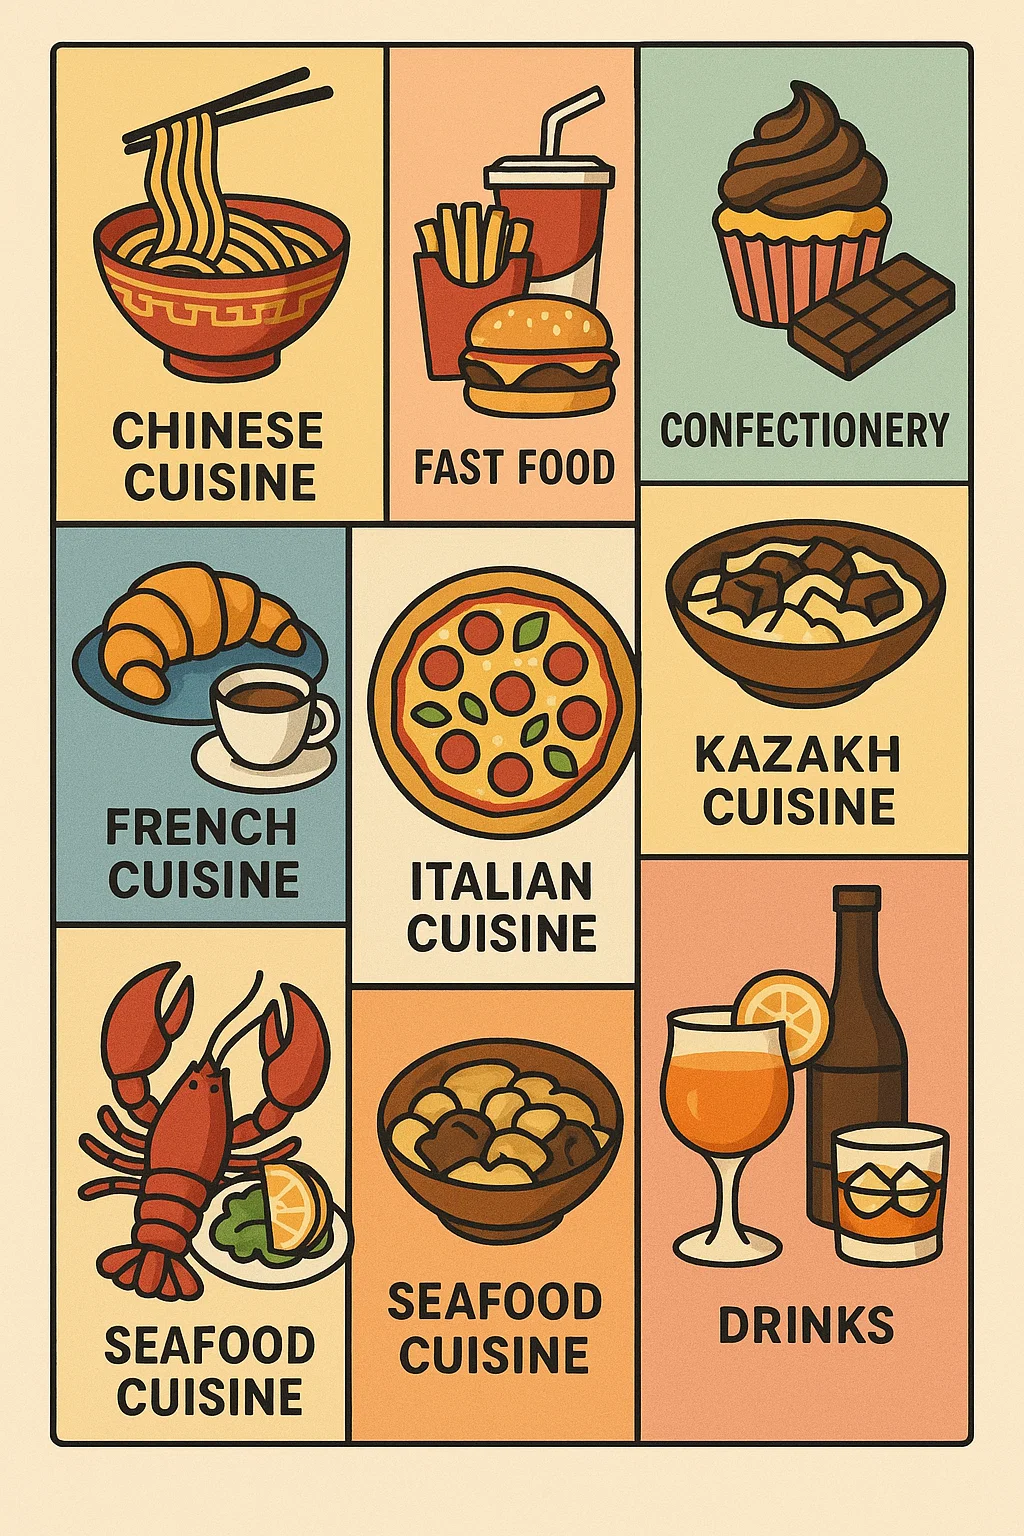 CHINESE
CUISINE
FAST FOOD
CONFECTIONERY
FRENCH
CUISINE
ITALIAN
CUISINE
KAZAKH
CUISINE
SEAFOOD
CUISINE
SEAFOOD
CUISINE
DRINKS